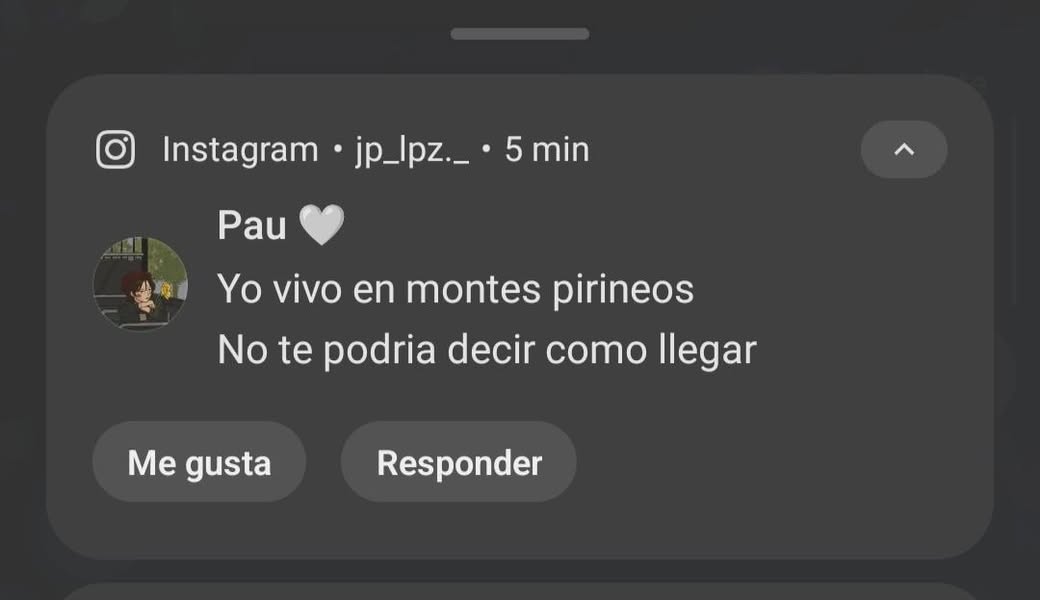 Instagram • jp_lpz._ • 5 min
Pau 🤍
Yo vivo en montes pirineos
No te podria decir como llegar
Me gusta
Responder